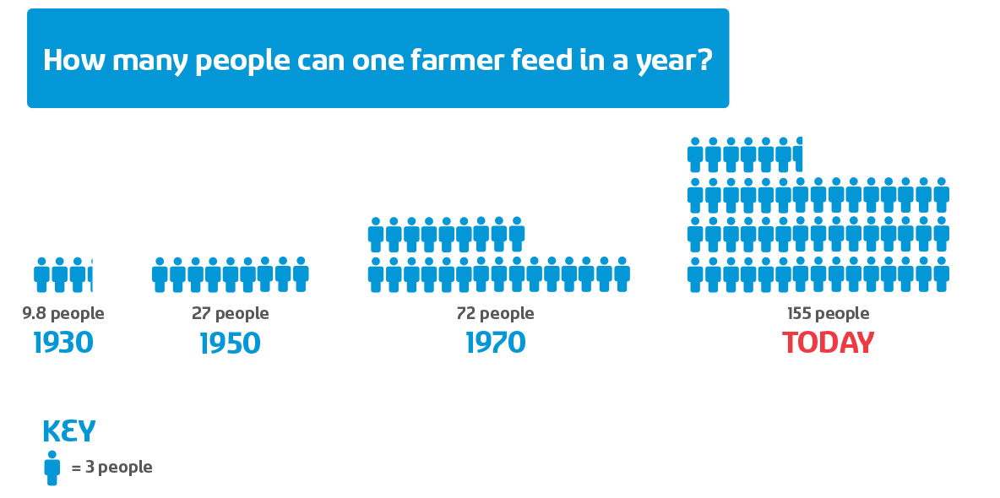 How many people can one farmer feed in a year?
9.8 people
1930
27 people
1950
72 people
1970
155 people
TODAY
KEY
= 3 people